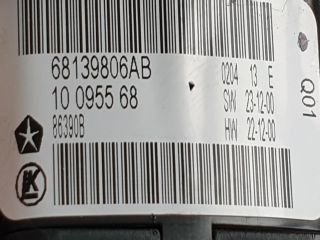 68139806AB
0204 13 E
10 0955 68
SW 23-12-00
86390B
HW 22-12-00
Q01
K